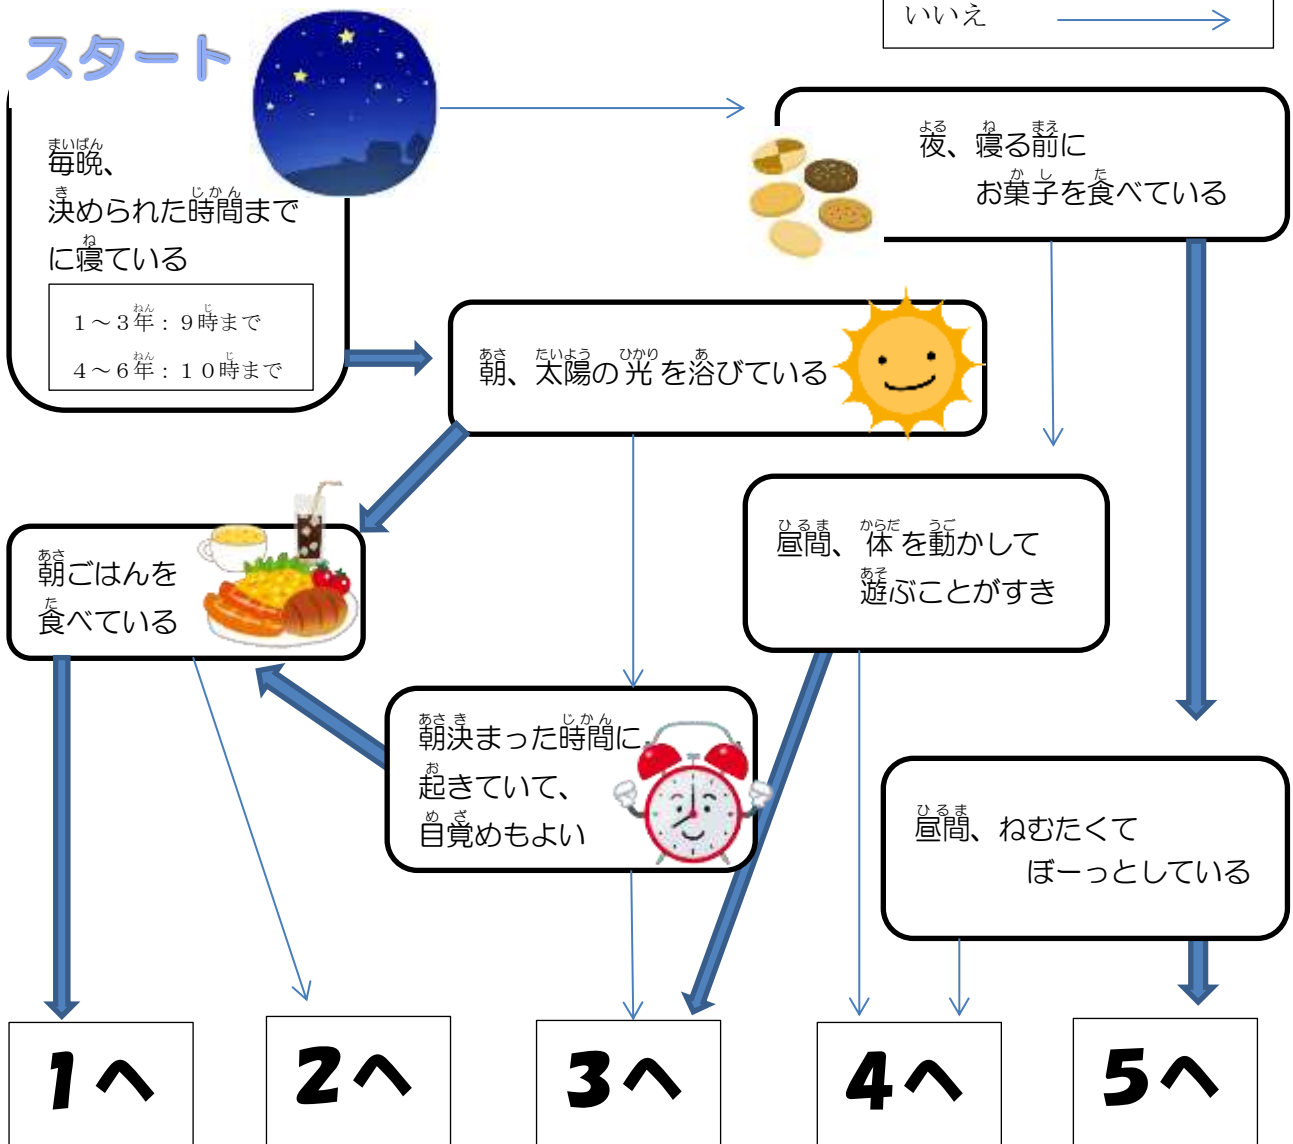 いいえ
スタート
毎晩、
決められた時間まで
に寝ている
１～３年：９時まで
４～６年：１０時まで
夜、寝る前に
お菓子を食べている
朝、太陽の光を浴びている
朝ごはんを
食べている
昼間、体を動かして
遊ぶことがすき
朝決まった時間に
起きていて、
目覚めもよい
昼間、ねむたくて
ぼーっとしている
1へ
2へ
3へ
4へ
5へ